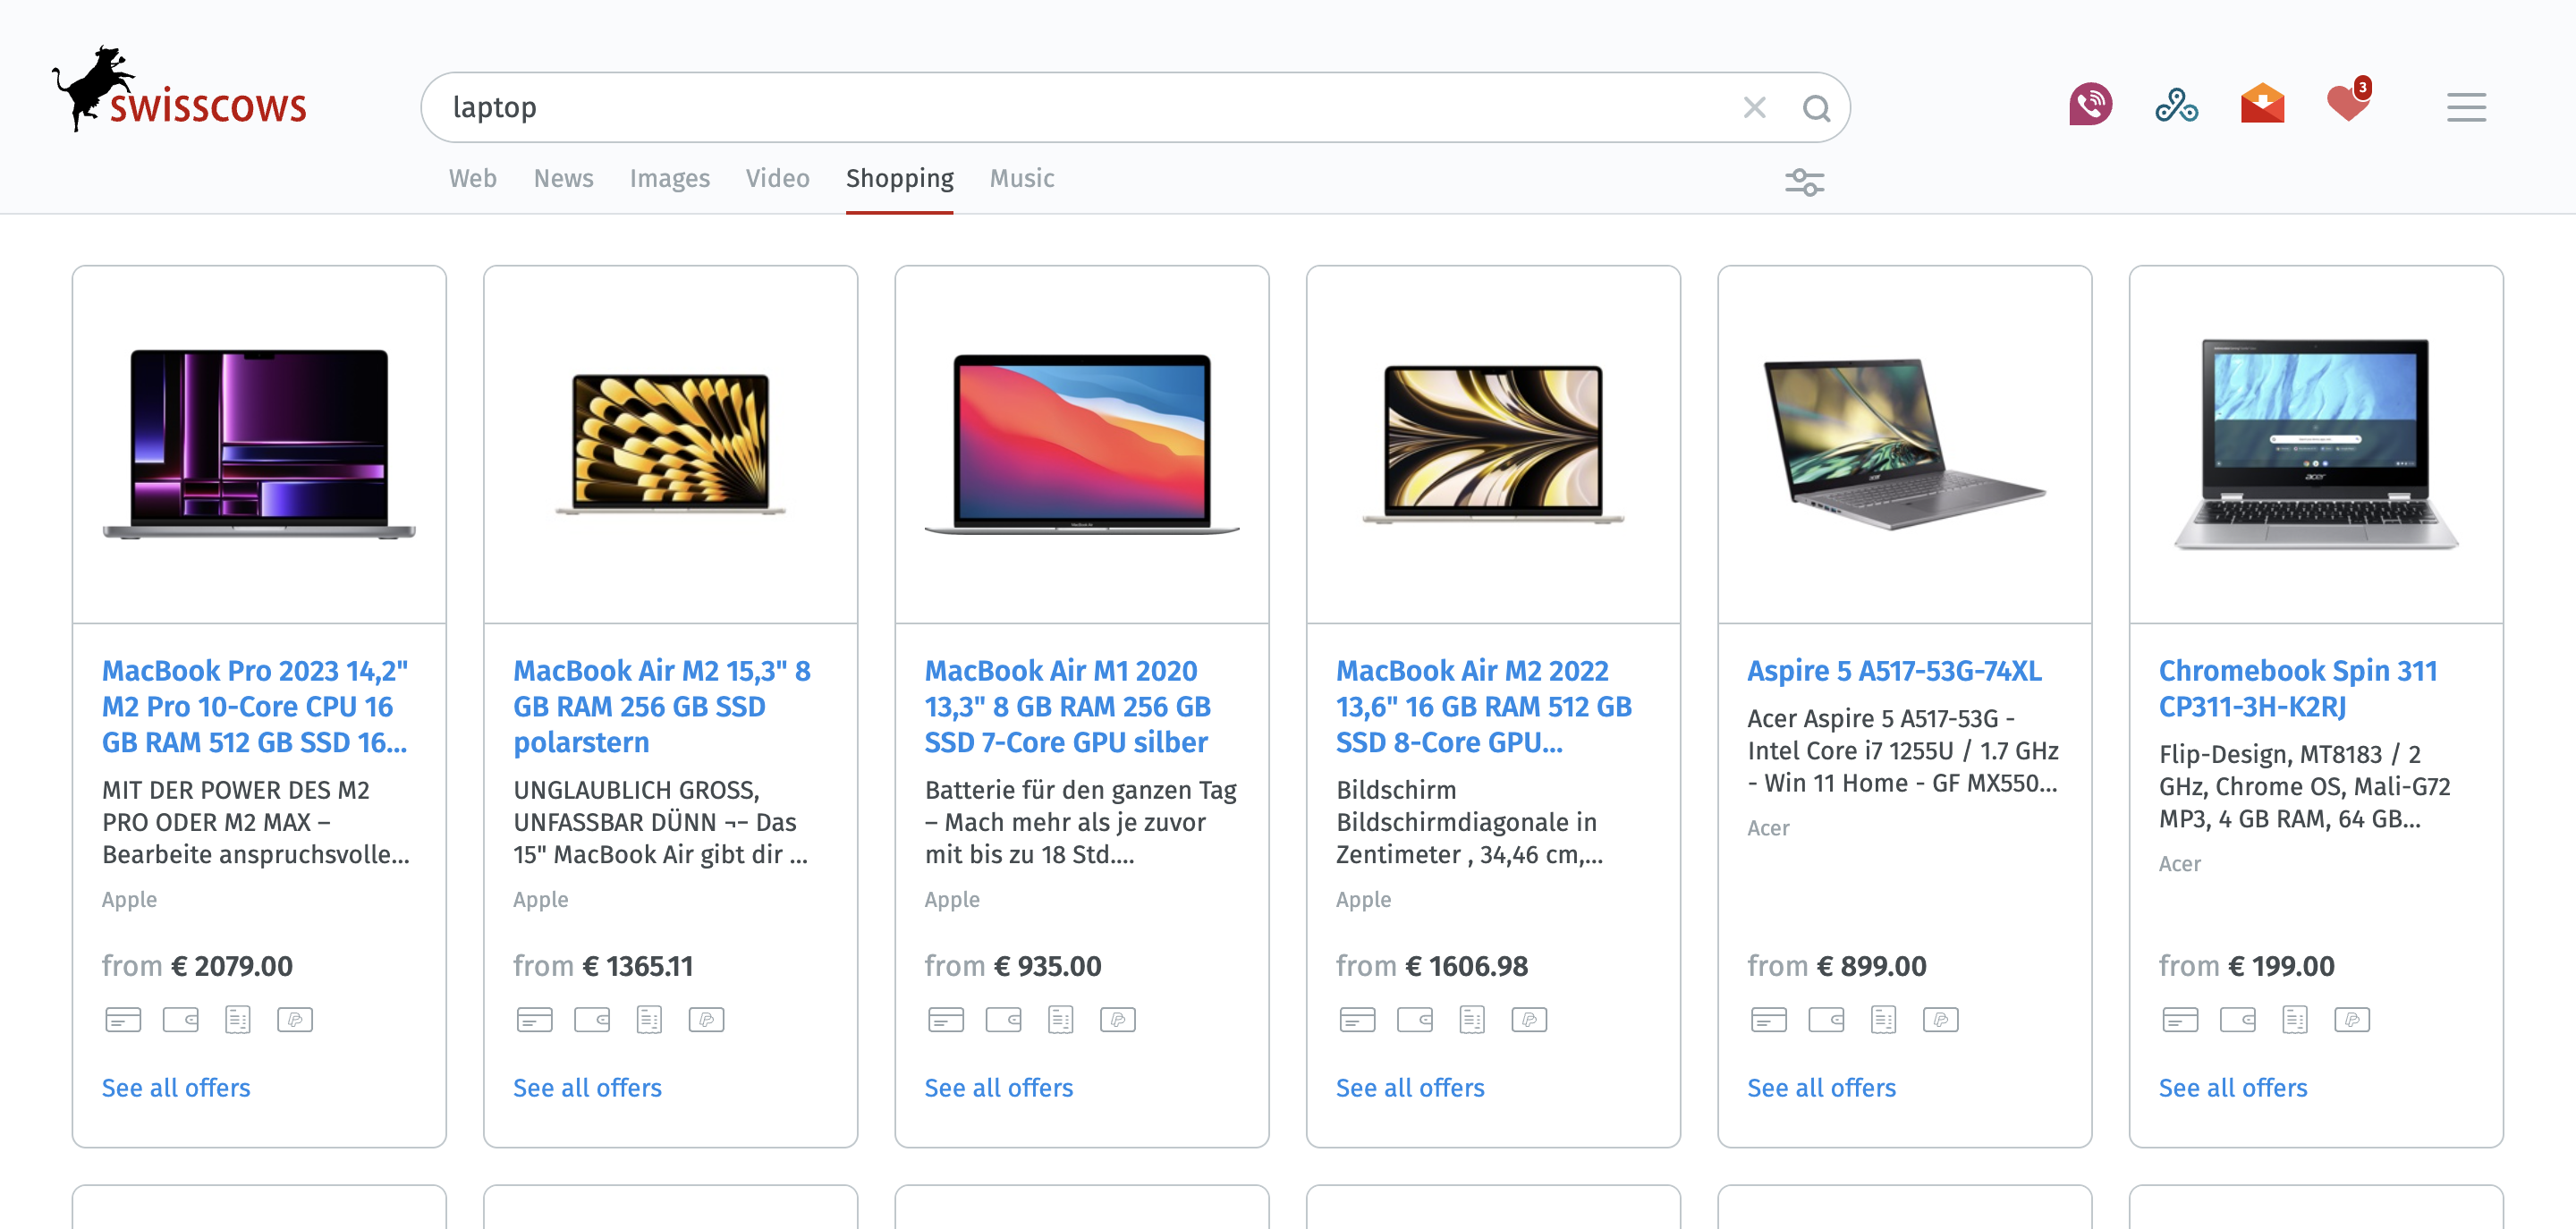 swisscows
laptop
3
Web News Images Video Shopping Music
MacBook Pro 2023 14,2"
M2 Pro 10-Core CPU 16
GB RAM 512 GB SSD 16...
MIT DER POWER DES M2
PRO ODER M2 MAX –
Bearbeite anspruchsvolle...
Apple
from € 2079.00
See all offers
MacBook Air M2 15,3" 8
GB RAM 256 GB SSD
polarstern
UNGLAUBLICH GROSS,
UNFASSBAR DÜNN ¬– Das
15" MacBook Air gibt dir ...
Apple
from € 1365.11
See all offers
MacBook Air M1 2020
13,3" 8 GB RAM 256 GB
SSD 7-Core GPU silber
Batterie für den ganzen Tag
– Mach mehr als je zuvor
mit bis zu 18 Std....
Apple
from € 935.00
See all offers
MacBook Air M2 2022
13,6" 16 GB RAM 512 GB
SSD 8-Core GPU...
Bildschirm
Bildschirmdiagonale in
Zentimeter , 34,46 cm,...
Apple
from € 1606.98
See all offers
Aspire 5 A517-53G-74XL
Acer Aspire 5 A517-53G -
Intel Core i7 1255U / 1.7 GHz
- Win 11 Home - GF MX550...
Acer
from € 899.00
See all offers
acer
Chromebook Spin 311
CP311-3H-K2RJ
Flip-Design, MT8183 / 2
GHz, Chrome OS, Mali-G72
MP3, 4 GB RAM, 64 GB...
Acer
from € 199.00
See all offers